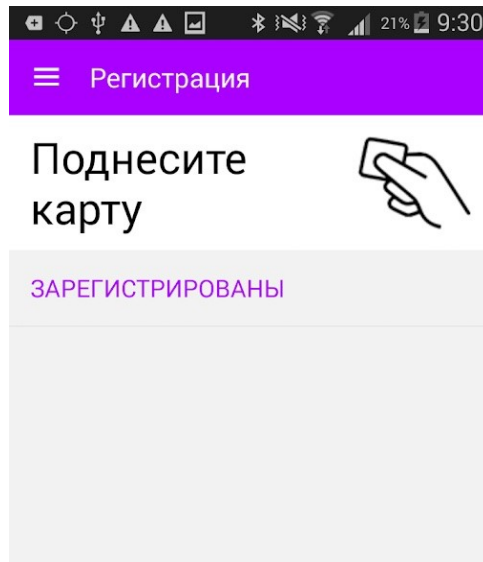 21% 9:30
Регистрация
Поднесите
карту
ЗАРЕГИСТРИРОВАНЫ